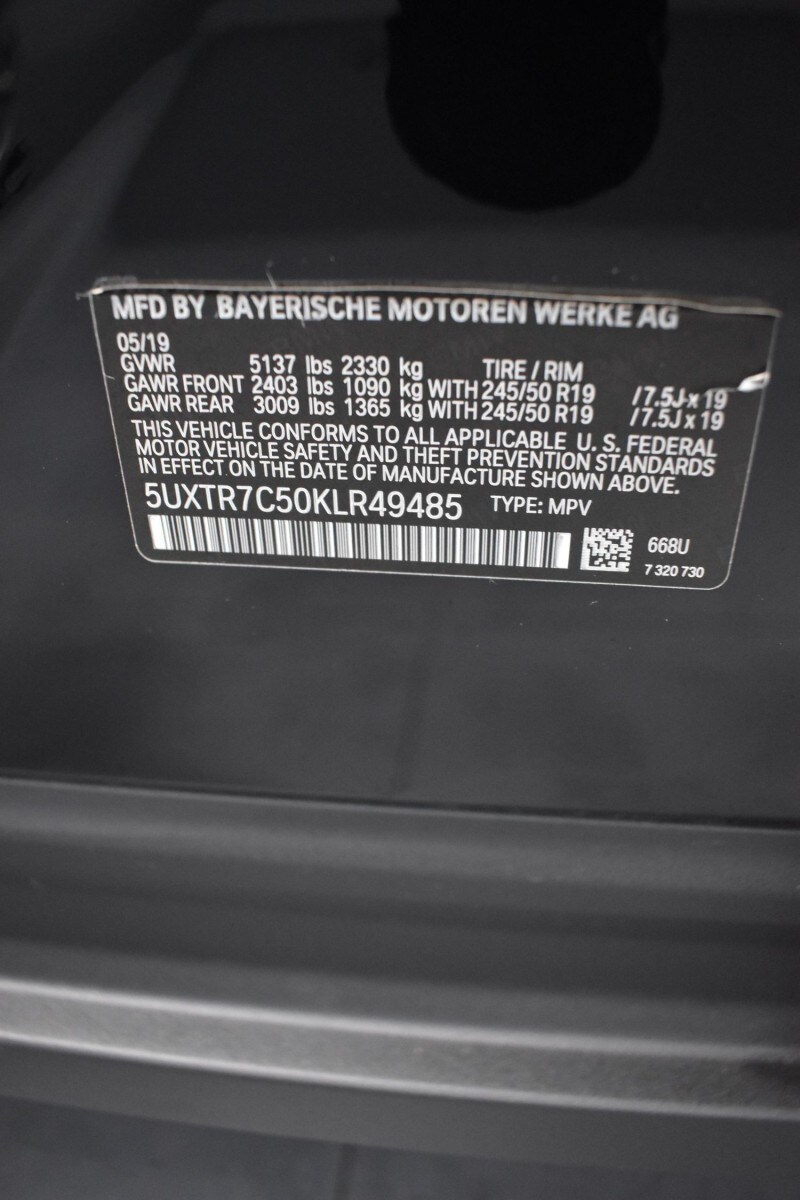 MFD BY BAYERISCHE MOTOREN WERKE AG
05/19
GVWR 5137 lbs 2330 kg TIRE / RIM
GAWR FRONT 2403 lbs 1090 kg WITH 245/50 R19 /7.5J x 19
GAWR REAR 3009 lbs 1365 kg WITH 245/50 R19 /7.5J x 19
THIS VEHICLE CONFORMS TO ALL APPLICABLE U. S. FEDERAL
MOTOR VEHICLE SAFETY AND THEFT PREVENTION STANDARDS
IN EFFECT ON THE DATE OF MANUFACTURE SHOWN ABOVE.
5UXTR7C50KLR49485 TYPE: MPV
668U
7 320 730